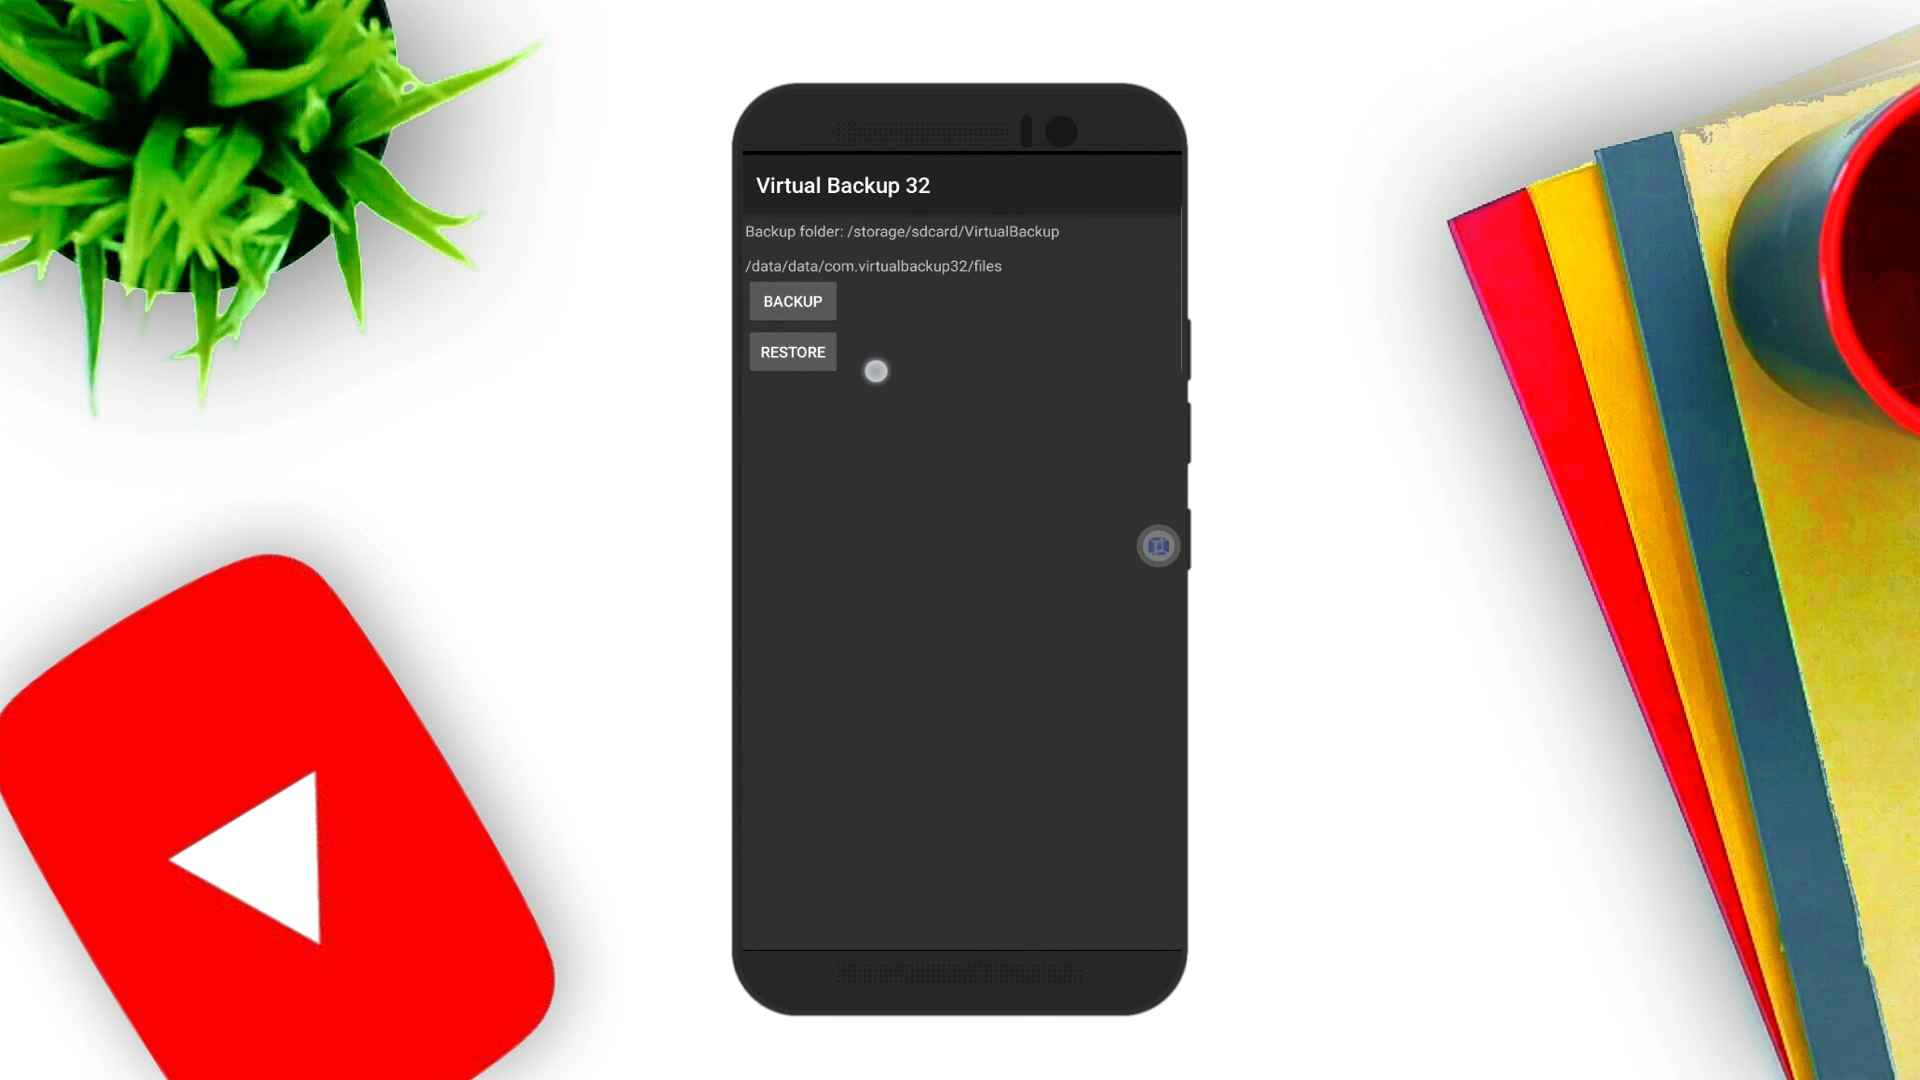 Virtual Backup 32
Backup folder: /storage/sdcard/VirtualBackup
/data/data/com.virtualbackup32/files
BACKUP
RESTORE